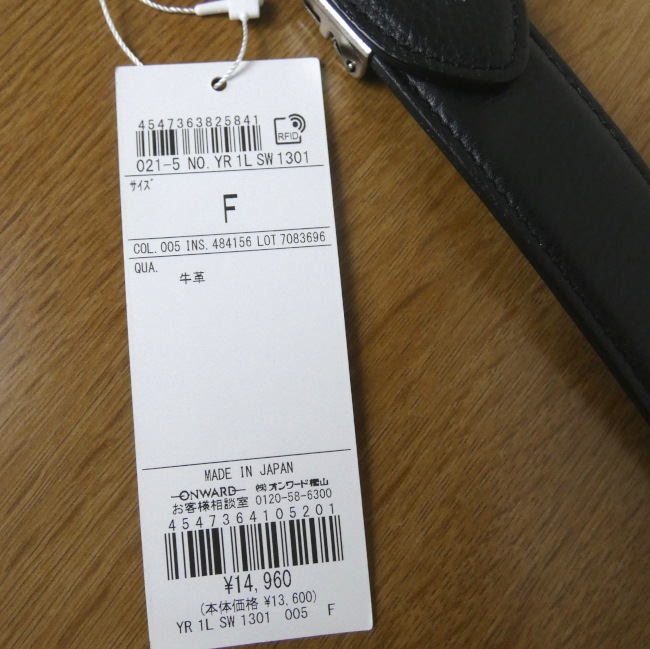 4547363825841
RFID
021-5 NO. YR 1L SW 1301
サイズ
F
COL. 005 INS. 484156 LOT 7083696
QUA.
牛革
MADE IN JAPAN
ONWARD ㈱オンワード樫山
お客様相談室 0120-58-6300
4547364105201
¥14,960
(本体価格 ¥13,600)
YR 1L SW 1301 005 F